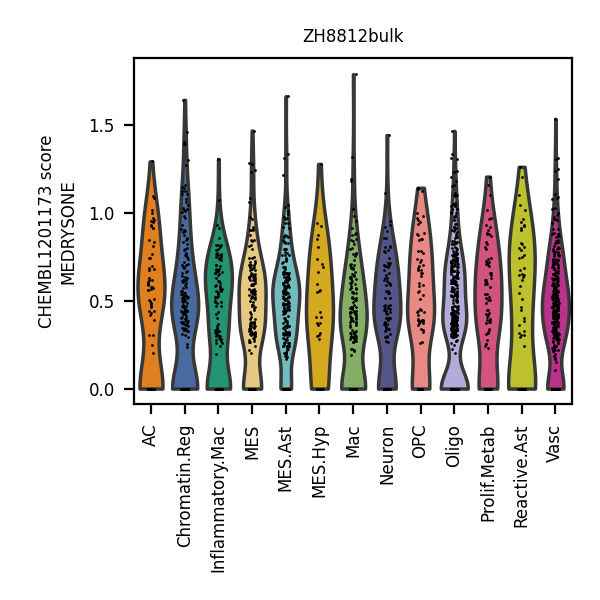 ZH8812bulk
CHEMBL1201173 score
MEDRYSONE
1.5
1.0
0.5
0.0
AC
Chromatin.Reg
Inflammatory.Mac
MES
MES.Ast
MES.Hyp
Mac
Neuron
OPC
Oligo
Prolif.Metab
Reactive.Ast
Vasc